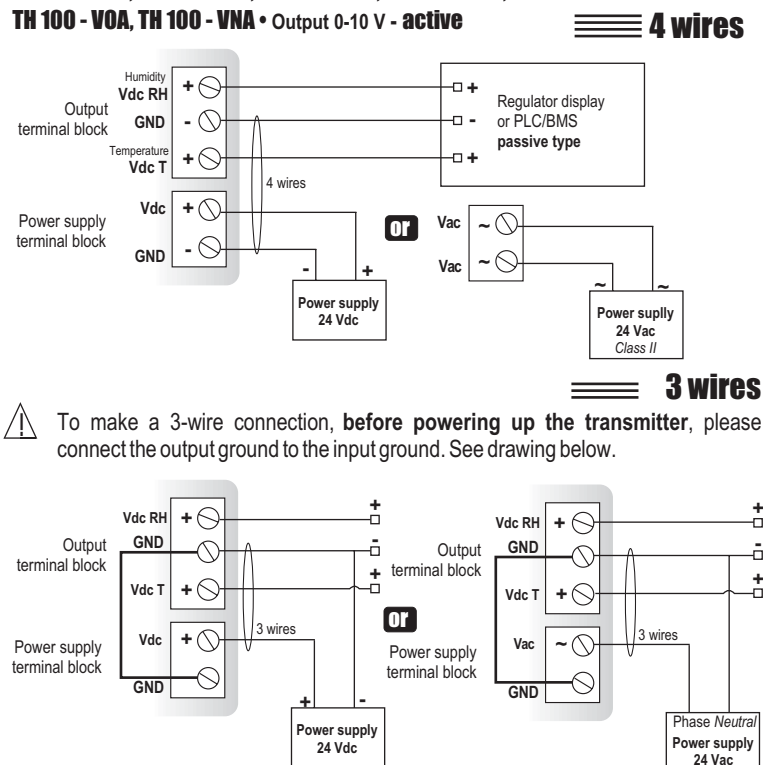 TH 100 - VOA, TH 100 - VNA • Output 0-10 V - active
4 wires
Humidity
Vdc RH
+
+
Output
terminal block
GND
-
-
Temperature
Vdc T
+
+
Regulator display
or PLC/BMS
passive type
4 wires
Power supply
terminal block
Vdc
+
GND
-
-
+
Power supply
24 Vdc
or
Vac
~
Vac
~
~
~
Power suplly
24 Vac
Class II
3 wires
To make a 3-wire connection, before powering up the transmitter, please
connect the output ground to the input ground. See drawing below.
Vdc RH
+
+
Output
terminal block
GND
-
Vdc T
+
+
3 wires
Power supply
terminal block
Vdc
+
GND
+
-
Power supply
24 Vdc
or
Vdc RH
+
+
Output
terminal block
GND
-
Vdc T
+
+
3 wires
Power supply
terminal block
Vac
~
GND
Phase Neutral
Power supply
24 Vac